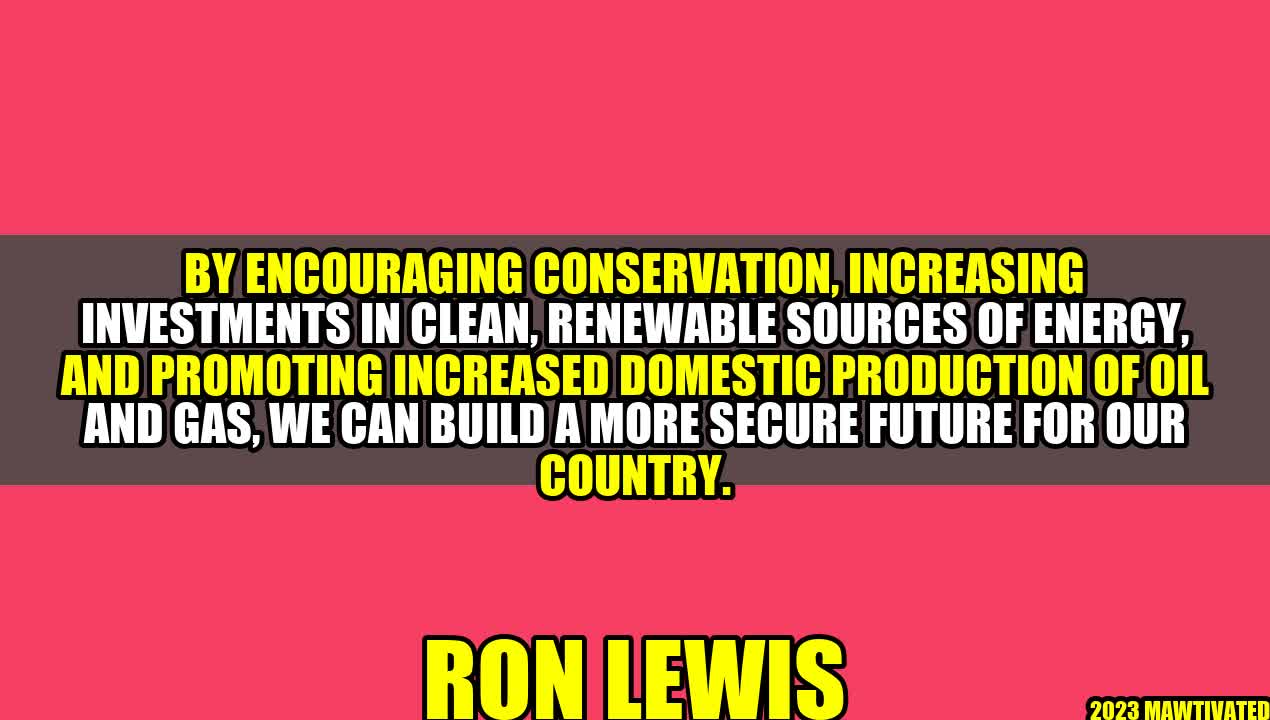 BY ENCOURAGING CONSERVATION, INCREASING
INVESTMENTS IN CLEAN, RENEWABLE SOURCES OF ENERGY,
AND PROMOTING INCREASED DOMESTIC PRODUCTION OF OIL
AND GAS, WE CAN BUILD A MORE SECURE FUTURE FOR OUR
COUNTRY.
RON LEWIS
2023 MAWTIVATED